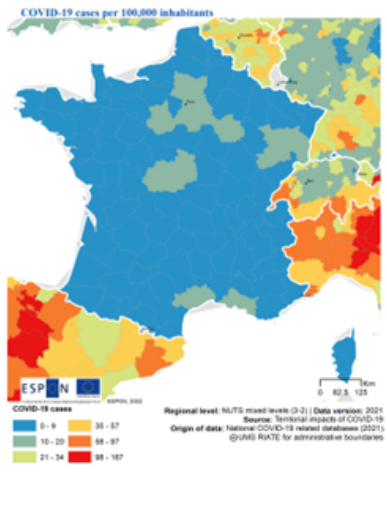 COVID-19 cases per 100,000 inhabitants
Paris
ESPON
© ESPON, 2022
0 62.5 125 Km
COVID-19 cases
0 - 9
10 - 20
21 - 34
35 - 57
58 - 97
98 - 167
Regional level: NUTS mixed levels (3-2) | Data version: 2021
Source: Territorial impacts of COVID-19
Origin of data: National COVID-19 related databases (2021)
@UMS RIATE for administrative boundaries